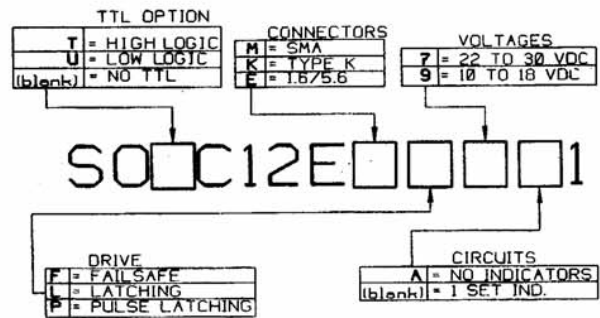 TTL OPTION
T = HIGH LOGIC
U = LOW LOGIC
(blank) = NO TTL
CONNECTORS
M = SMA
K = TYPE K
E = 1.6/5.6
VOLTAGES
7 = 22 TO 30 VDC
9 = 10 TO 18 VDC
SO□C12E□□□□1
DRIVE
F = FAILSAFE
L = LATCHING
P = PULSE LATCHING
CIRCUITS
A = NO INDICATORS
(blank) = 1 SET IND.